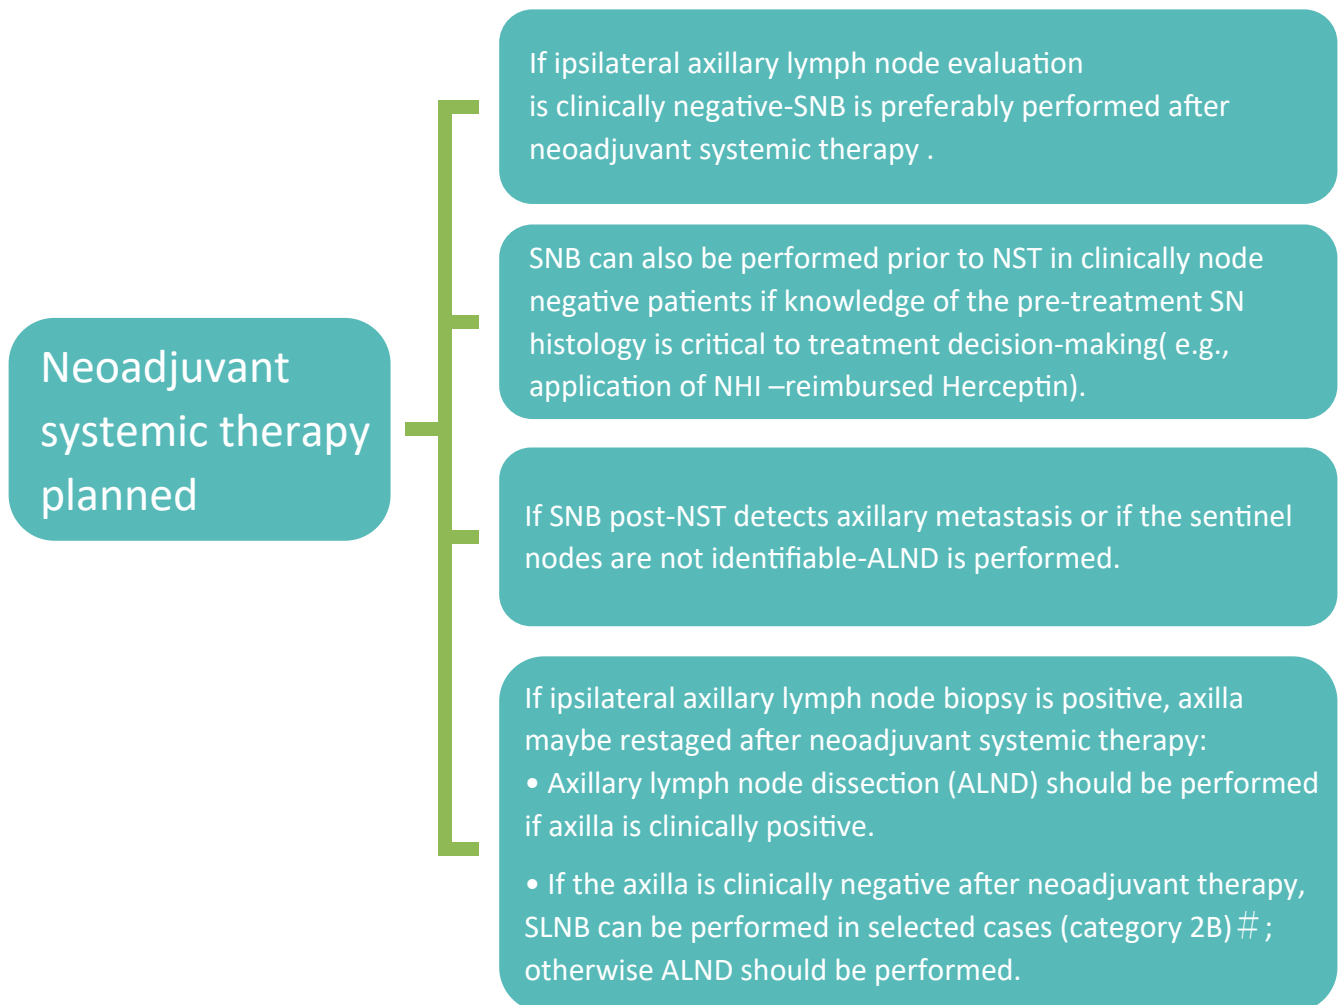 Neoadjuvant
systemic therapy
planned
If ipsilateral axillary lymph node evaluation
is clinically negative-SNB is preferably performed after
neoadjuvant systemic therapy .
SNB can also be performed prior to NST in clinically node
negative patients if knowledge of the pre-treatment SN
histology is critical to treatment decision-making( e.g.,
application of NHI –reimbursed Herceptin).
If SNB post-NST detects axillary metastasis or if the sentinel
nodes are not identifiable-ALND is performed.
If ipsilateral axillary lymph node biopsy is positive, axilla
maybe restaged after neoadjuvant systemic therapy:
• Axillary lymph node dissection (ALND) should be performed
if axilla is clinically positive.
• If the axilla is clinically negative after neoadjuvant therapy,
SLNB can be performed in selected cases (category 2B)＃;
otherwise ALND should be performed.